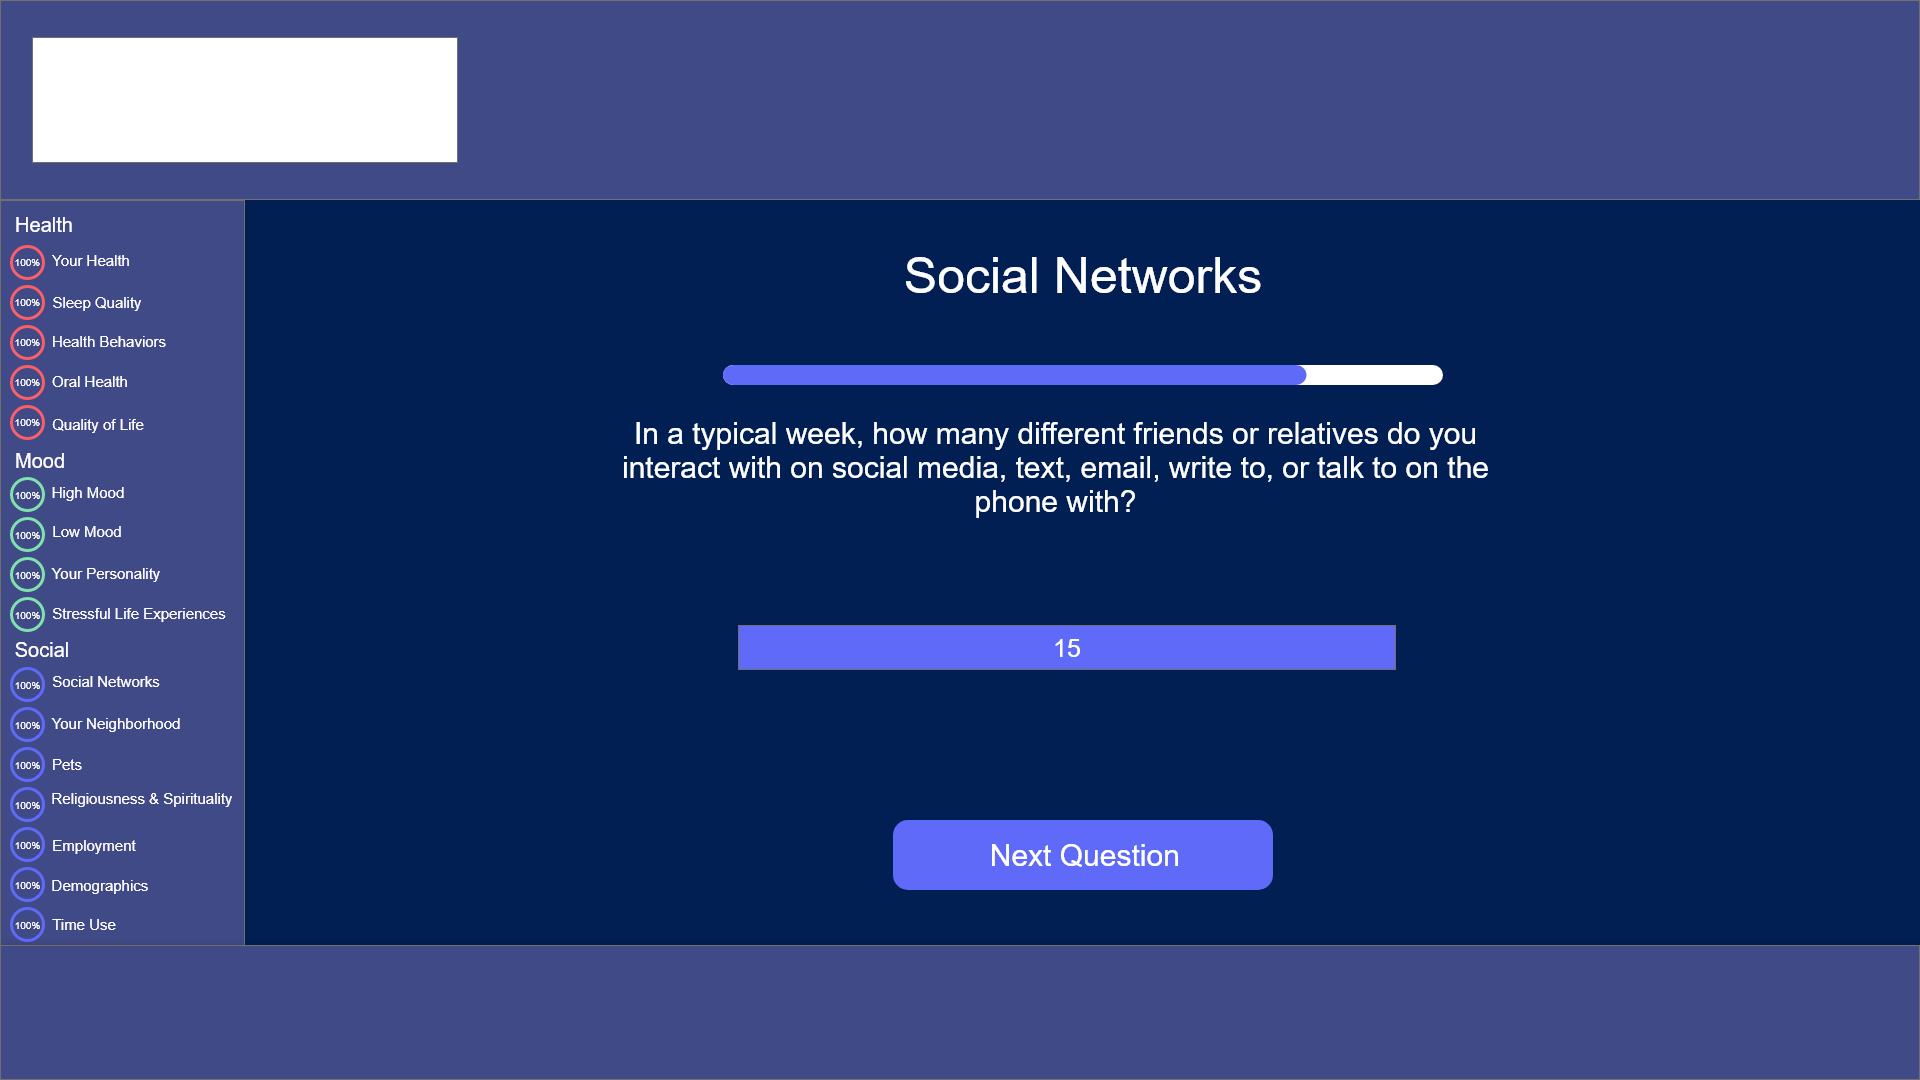 Health
100% Your Health
100% Sleep Quality
100% Health Behaviors
100% Oral Health
100% Quality of Life
Mood
100% High Mood
100% Low Mood
100% Your Personality
100% Stressful Life Experiences
Social
100% Social Networks
100% Your Neighborhood
100% Pets
100% Religiousness & Spirituality
100% Employment
100% Demographics
100% Time Use
Social Networks
In a typical week, how many different friends or relatives do you
interact with on social media, text, email, write to, or talk to on the
phone with?
15
Next Question